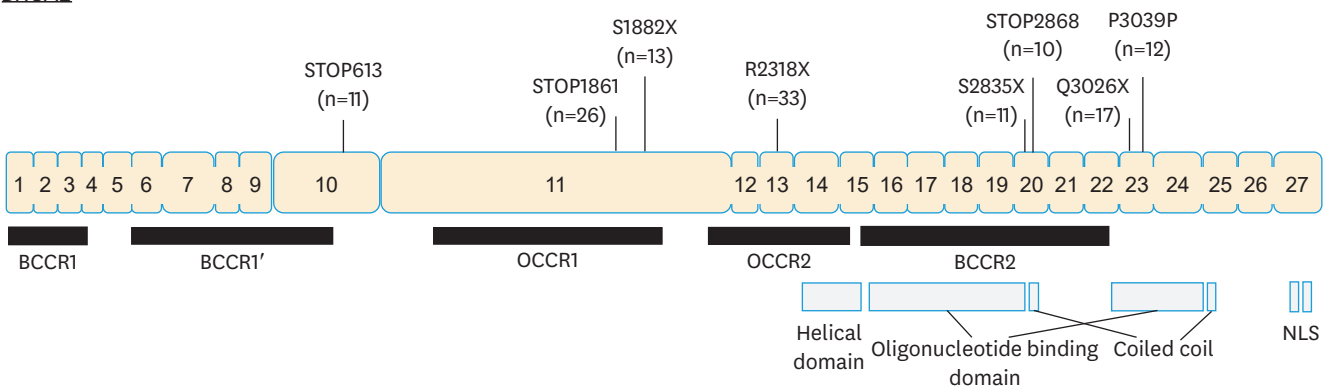 STOP2868
P3039P
S1882X
(n=10)
(n=12)
(n=13)
STOP613
R2318X
STOP1861
S2835X
Q3026X
(n=11)
(n=33)
(n=26)
(n=11)
(n=17)
1 2 3 4 5 6 7 8 9 10 11 12 13 14 15 16 17 18 19 20 21 22 23 24 25 26 27
BCCR1
BCCR1′
OCCR1
OCCR2
BCCR2
Helical
domain
Oligonucleotide binding
domain
Coiled coil
NLS